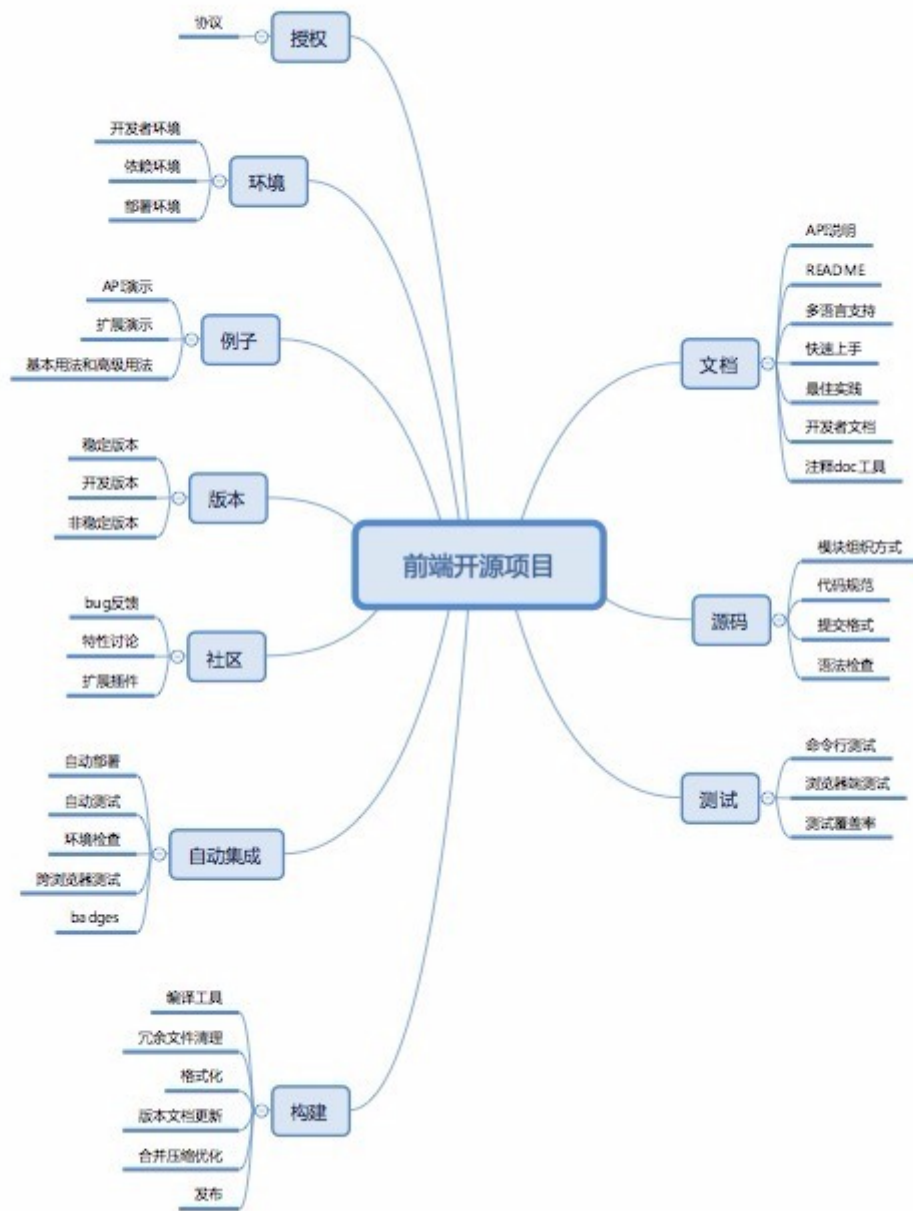 前端开源项目
授权
协议
环境
开发者环境
依赖环境
部署环境
例子
API演示
扩展演示
基本用法和高级用法
版本
稳定版本
开发版本
非稳定版本
社区
bug反馈
特性讨论
扩展插件
自动集成
自动部署
自动测试
环境检查
跨浏览器测试
badges
构建
编译工具
冗余文件清理
格式化
版本文档更新
合并压缩优化
发布
文档
API说明
README
多语言支持
快速上手
最佳实践
开发者文档
注释doc工具
源码
模块组织方式
代码规范
提交格式
语法检查
测试
命令行测试
浏览器端测试
测试覆盖率